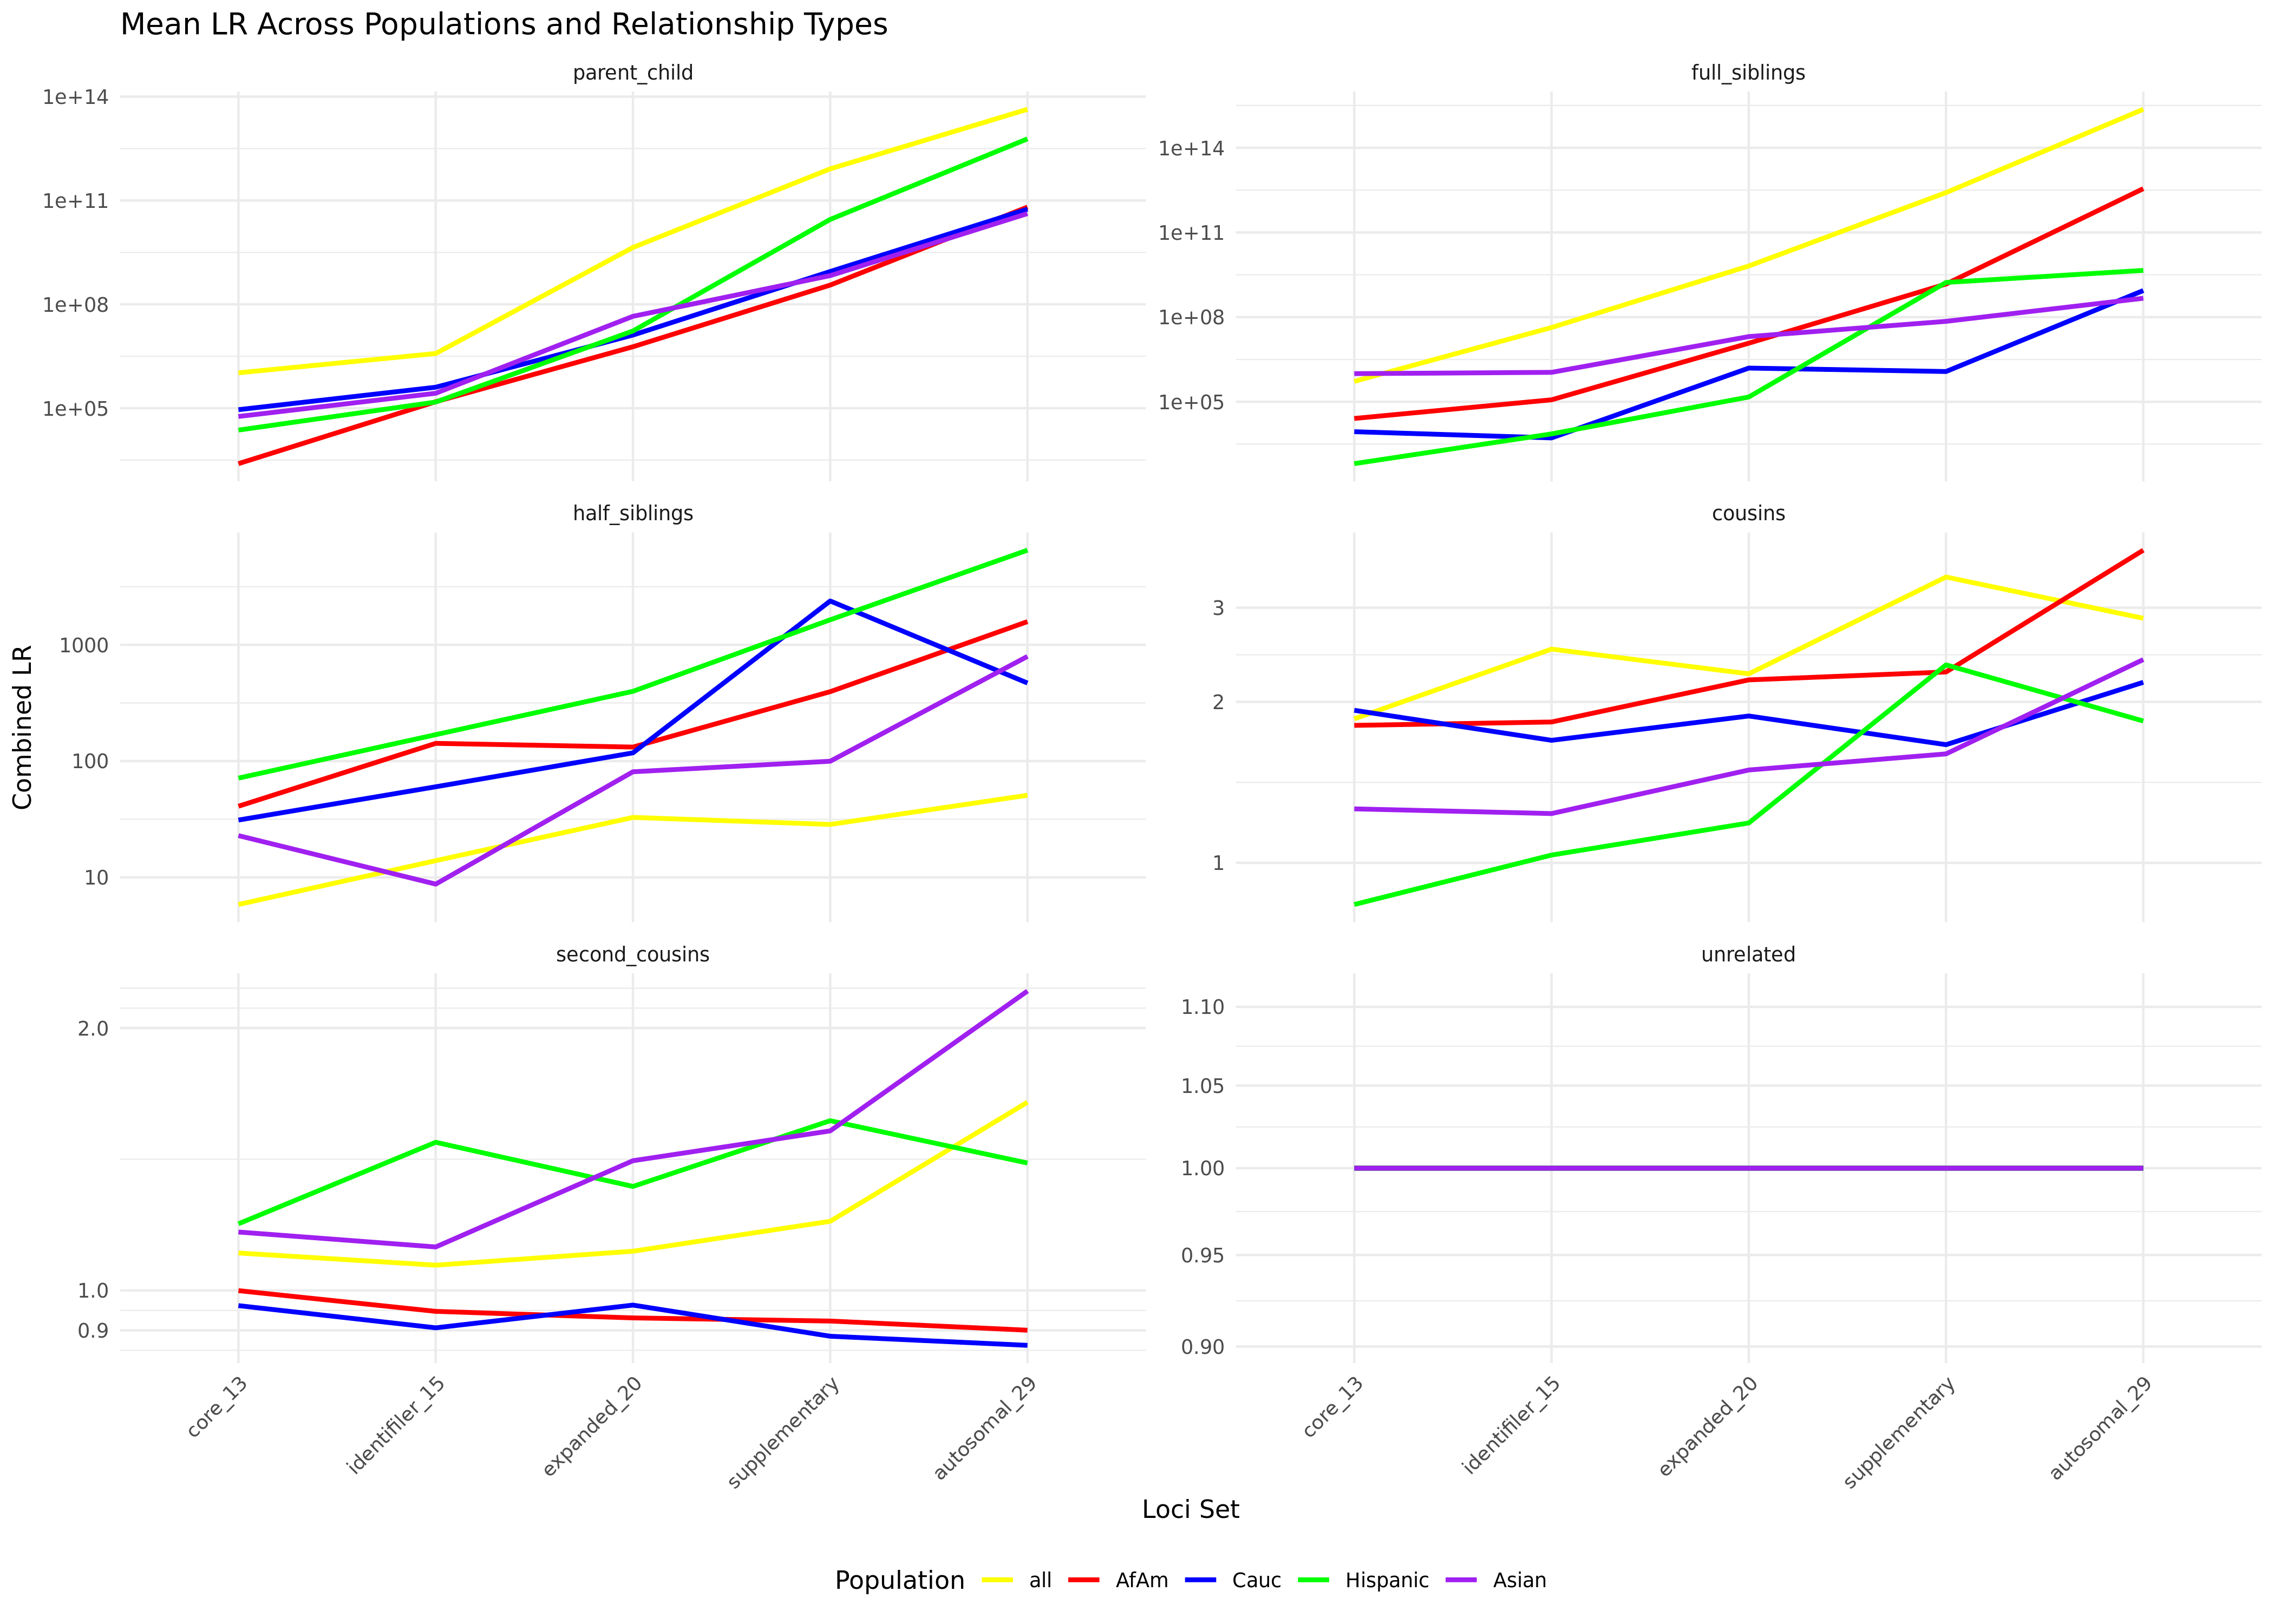 Mean LR Across Populations and Relationship Types
parent_child
full_siblings
1e+14
1e+11
1e+08
1e+05
1e+14
1e+11
1e+08
1e+05
half_siblings
cousins
1000
100
10
3
2
1
second_cousins
unrelated
2.0
1.0
0.9
1.10
1.05
1.00
0.95
0.90
Combined LR
core_13
identifiler_15
expanded_20
supplementary
autosomal_29
core_13
identifiler_15
expanded_20
supplementary
autosomal_29
Loci Set
Population all AfAm Cauc Hispanic Asian